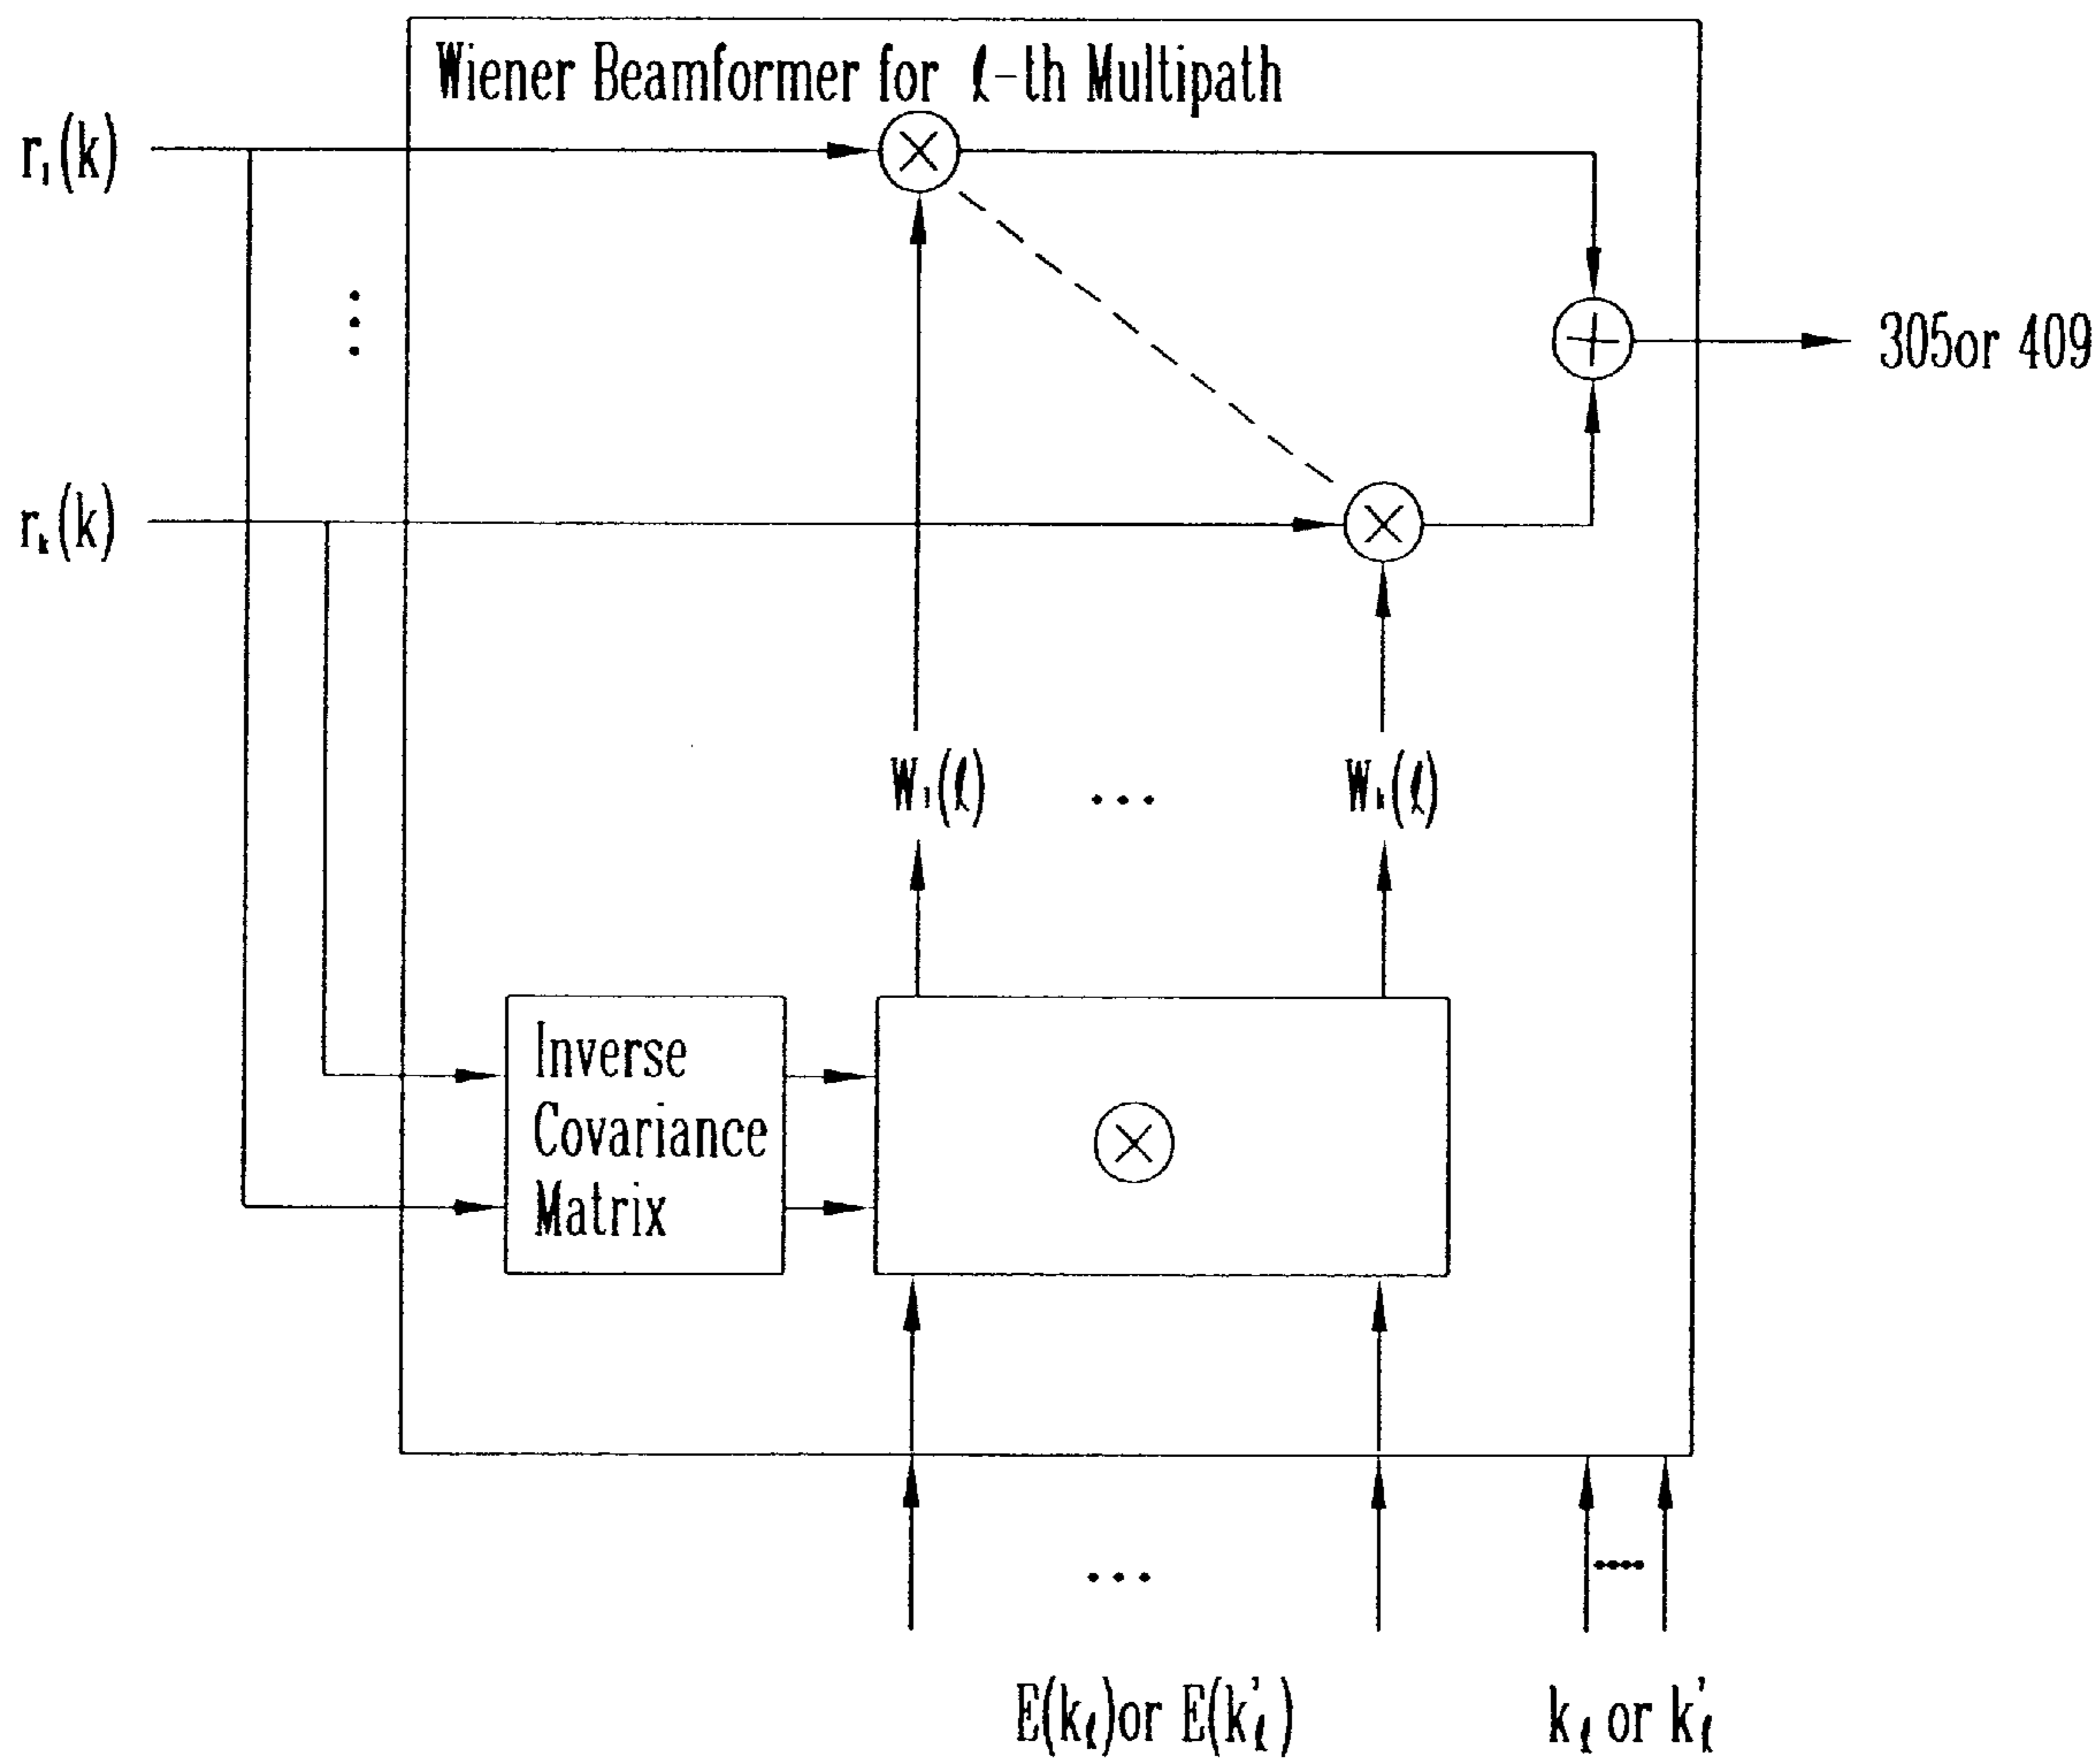 Wiener Beamformer for ℓ-th Multipath
r₁(k)
305or 409
rₖ(k)
W₁(ℓ) ... Wₖ(ℓ)
Inverse
Covariance
Matrix
E(kℓ)or E(k'ℓ)
kℓ or k'ℓ